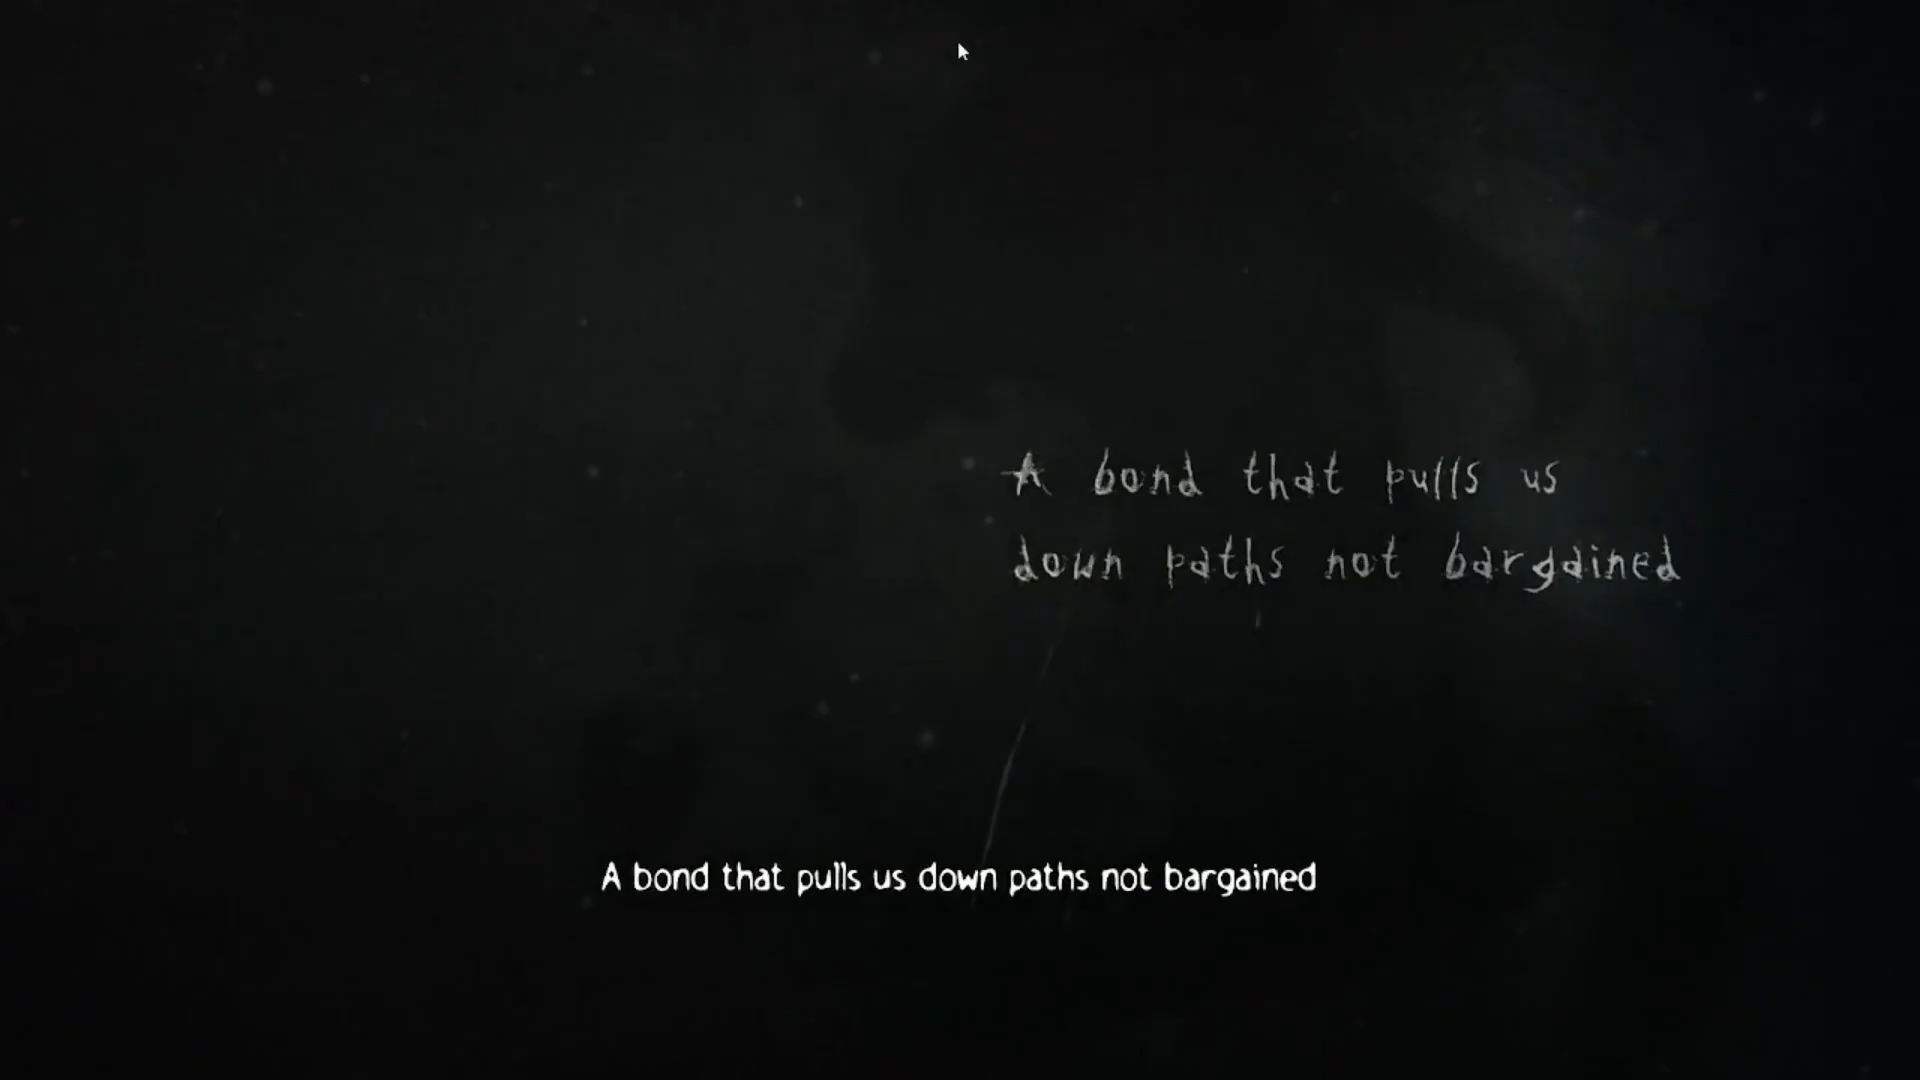 A bond that pulls us
down paths not bargained
A bond that pulls us down paths not bargained